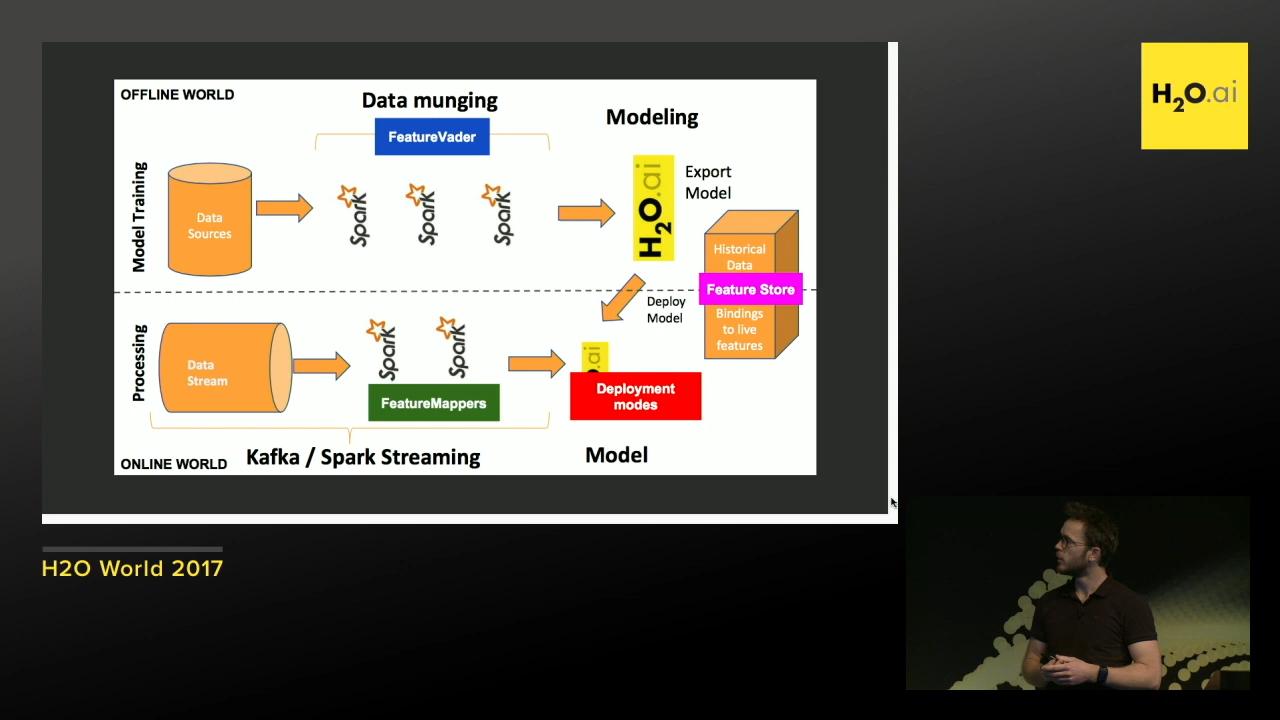 OFFLINE WORLD
Data munging
FeatureVader
Modeling
Model Training
Data
Sources
Spark
Spark
Spark
H2O.ai
Export
Model
Historical
Data
Feature Store
Bindings
to live
features
Deploy
Model
Processing
Data
Stream
Spark
Spark
FeatureMappers
.ai
Deployment
modes
Kafka / Spark Streaming
Model
ONLINE WORLD
H2O.ai
H2O World 2017